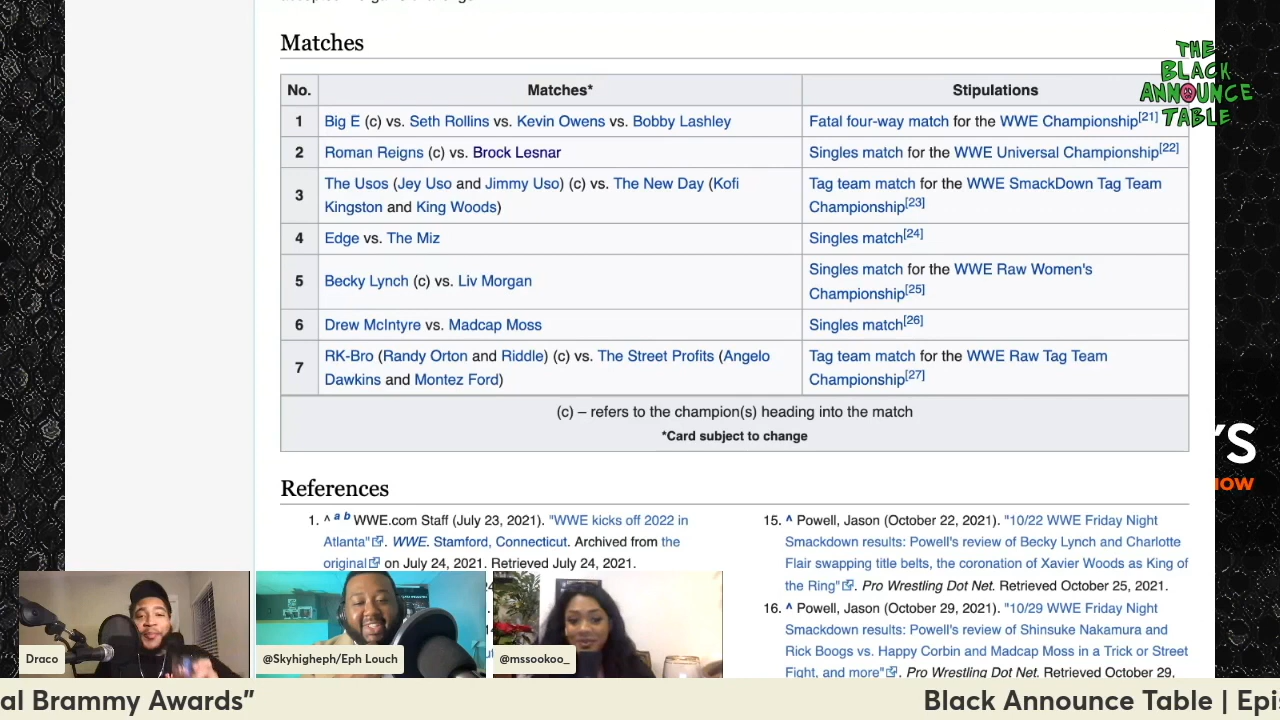 Matches
THE
BLACK
ANNOUNCE
TABLE
No. Matches* Stipulations
1 Big E (c) vs. Seth Rollins vs. Kevin Owens vs. Bobby Lashley Fatal four-way match for the WWE Championship[21]
2 Roman Reigns (c) vs. Brock Lesnar Singles match for the WWE Universal Championship[22]
3 The Usos (Jey Uso and Jimmy Uso) (c) vs. The New Day (Kofi
Kingston and King Woods)
Tag team match for the WWE SmackDown Tag Team
Championship[23]
4 Edge vs. The Miz Singles match[24]
5 Becky Lynch (c) vs. Liv Morgan
Singles match for the WWE Raw Women's
Championship[25]
6 Drew McIntyre vs. Madcap Moss Singles match[26]
7 RK-Bro (Randy Orton and Riddle) (c) vs. The Street Profits (Angelo
Dawkins and Montez Ford)
Tag team match for the WWE Raw Tag Team
Championship[27]
(c) – refers to the champion(s) heading into the match
*Card subject to change
'S
References
1. ^ a b WWE.com Staff (July 23, 2021). "WWE kicks off 2022 in
Atlanta". WWE. Stamford, Connecticut. Archived from the
original on July 24, 2021. Retrieved July 24, 2021.
15. ^ Powell, Jason (October 22, 2021). "10/22 WWE Friday Night
Smackdown results: Powell's review of Becky Lynch and Charlotte
Flair swapping title belts, the coronation of Xavier Woods as King of
the Ring". Pro Wrestling Dot Net. Retrieved October 25, 2021.
16. ^ Powell, Jason (October 29, 2021). "10/29 WWE Friday Night
Smackdown results: Powell's review of Shinsuke Nakamura and
Rick Boogs vs. Happy Corbin and Madcap Moss in a Trick or Street
Fight, and more". Pro Wrestling Dot Net. Retrieved October 29,
Draco
@Skyhigheph/Eph Louch
@mssookoo_
al Brammy Awards” Black Announce Table | Epis